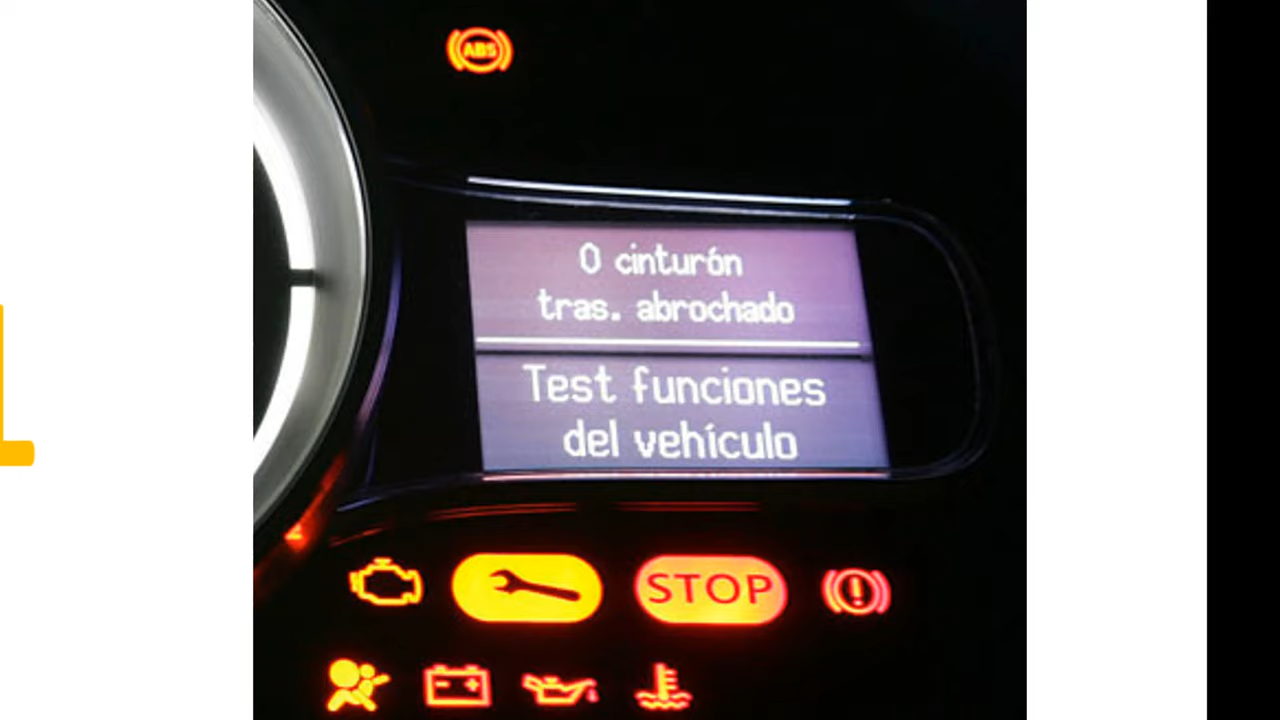 ABS
0 cinturón
tras. abrochado
Test funciones
del vehículo
STOP